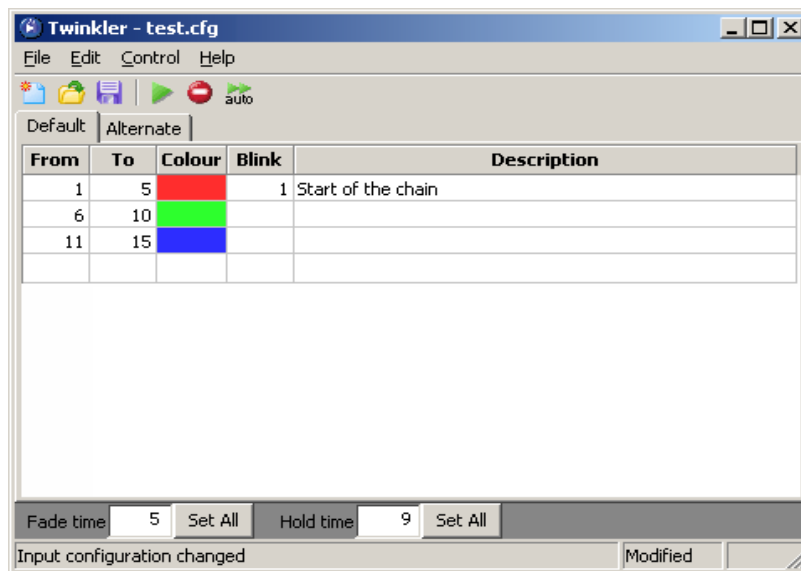 Twinkler - test.cfg
File Edit Control Help
auto
Default Alternate
From To Colour Blink Description
1 5 1 Start of the chain
6 10
11 15
Fade time 5 Set All Hold time 9 Set All
Input configuration changed Modified